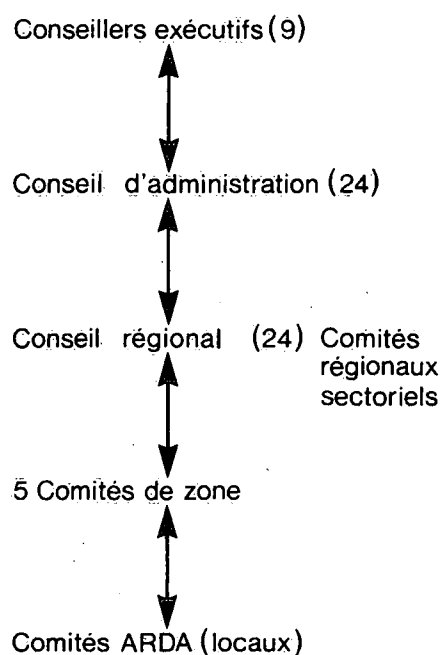 Conseillers exécutifs (9)
Conseil d'administration (24)
Conseil régional (24) Comités
régionaux
sectoriels
5 Comités de zone
Comités ARDA (locaux)